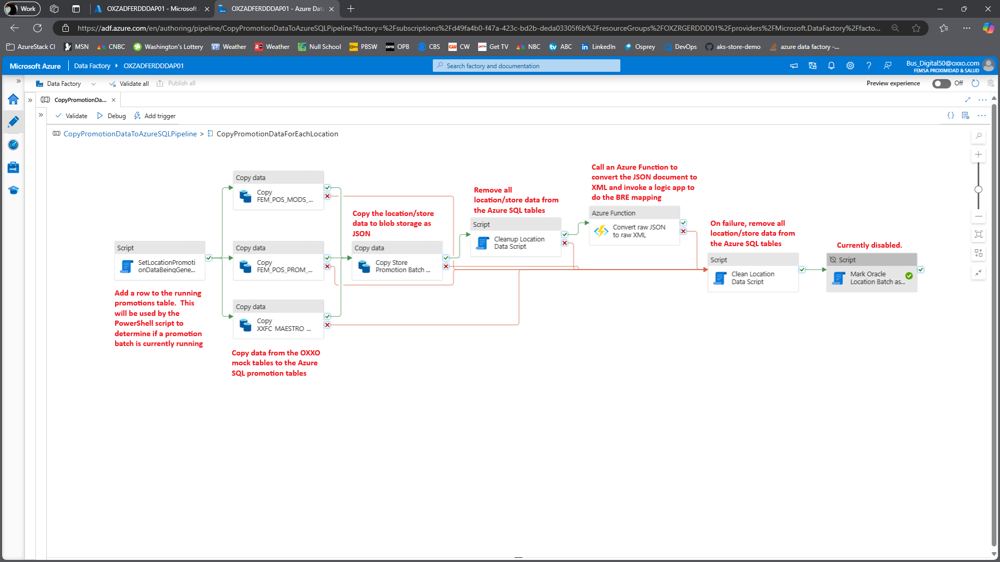 Work
OXZADFERDDDAP01 - Microsoft A
OXZADFERDDDAP01 - Azure Data
https://adf.azure.com/en/authoring/pipeline/CopyPromotionDataToAzureSQLPipeline?factory=%2Fsubscriptions%2Fd49fa4b0-f47a-423c-bd2b-deda03305f6b%2FresourceGroups%2FOXZRGERDDD01%2Fproviders%2FMicrosoft.DataFactory%2Ffacto...
AzureStack CI
MSN
CNBC
Washington's Lottery
Weather
Weather
Null School
PBSW
OPB
CBS
CW
Get TV
NBC
ABC
LinkedIn
Osprey
DevOps
aks-store-demo
azure data factory -...
Microsoft Azure
Data Factory
OXZADFERDDDAP01
Search factory and documentation
Bus_Digital50@oxxo.com
FEMSA PROXIMIDAD & SALUD
Data Factory
Validate all
Publish all
Preview experience
Off
CopyPromotionDa...
Validate
Debug
Add trigger
CopyPromotionDataToAzureSQLPipeline > CopyPromotionDataForEachLocation
Script
SetLocationPromoti
onDataBeingGene...
Add a row to the running
promotions table. This
will be used by the
PowerShell script to
determine if a promotion
batch is currently running
Copy data
Copy
FEM_POS_MODS_...
Copy data
Copy
FEM_POS_PROM_...
Copy data
Copy
XXFC_MAESTRO_...
Copy data from the OXXO
mock tables to the Azure
SQL promotion tables
Copy the location/store
data to blob storage as
JSON
Copy data
Copy Store
Promotion Batch ...
Remove all
location/store data from
the Azure SQL tables
Script
Cleanup Location
Data Script
Call an Azure Function to
convert the JSON document to
XML and invoke a logic app to
do the BRE mapping
Azure Function
Convert raw JSON
to raw XML
On failure, remove all
location/store data from
the Azure SQL tables
Script
Clean Location
Data Script
Currently disabled.
Script
Mark Oracle
Location Batch as...